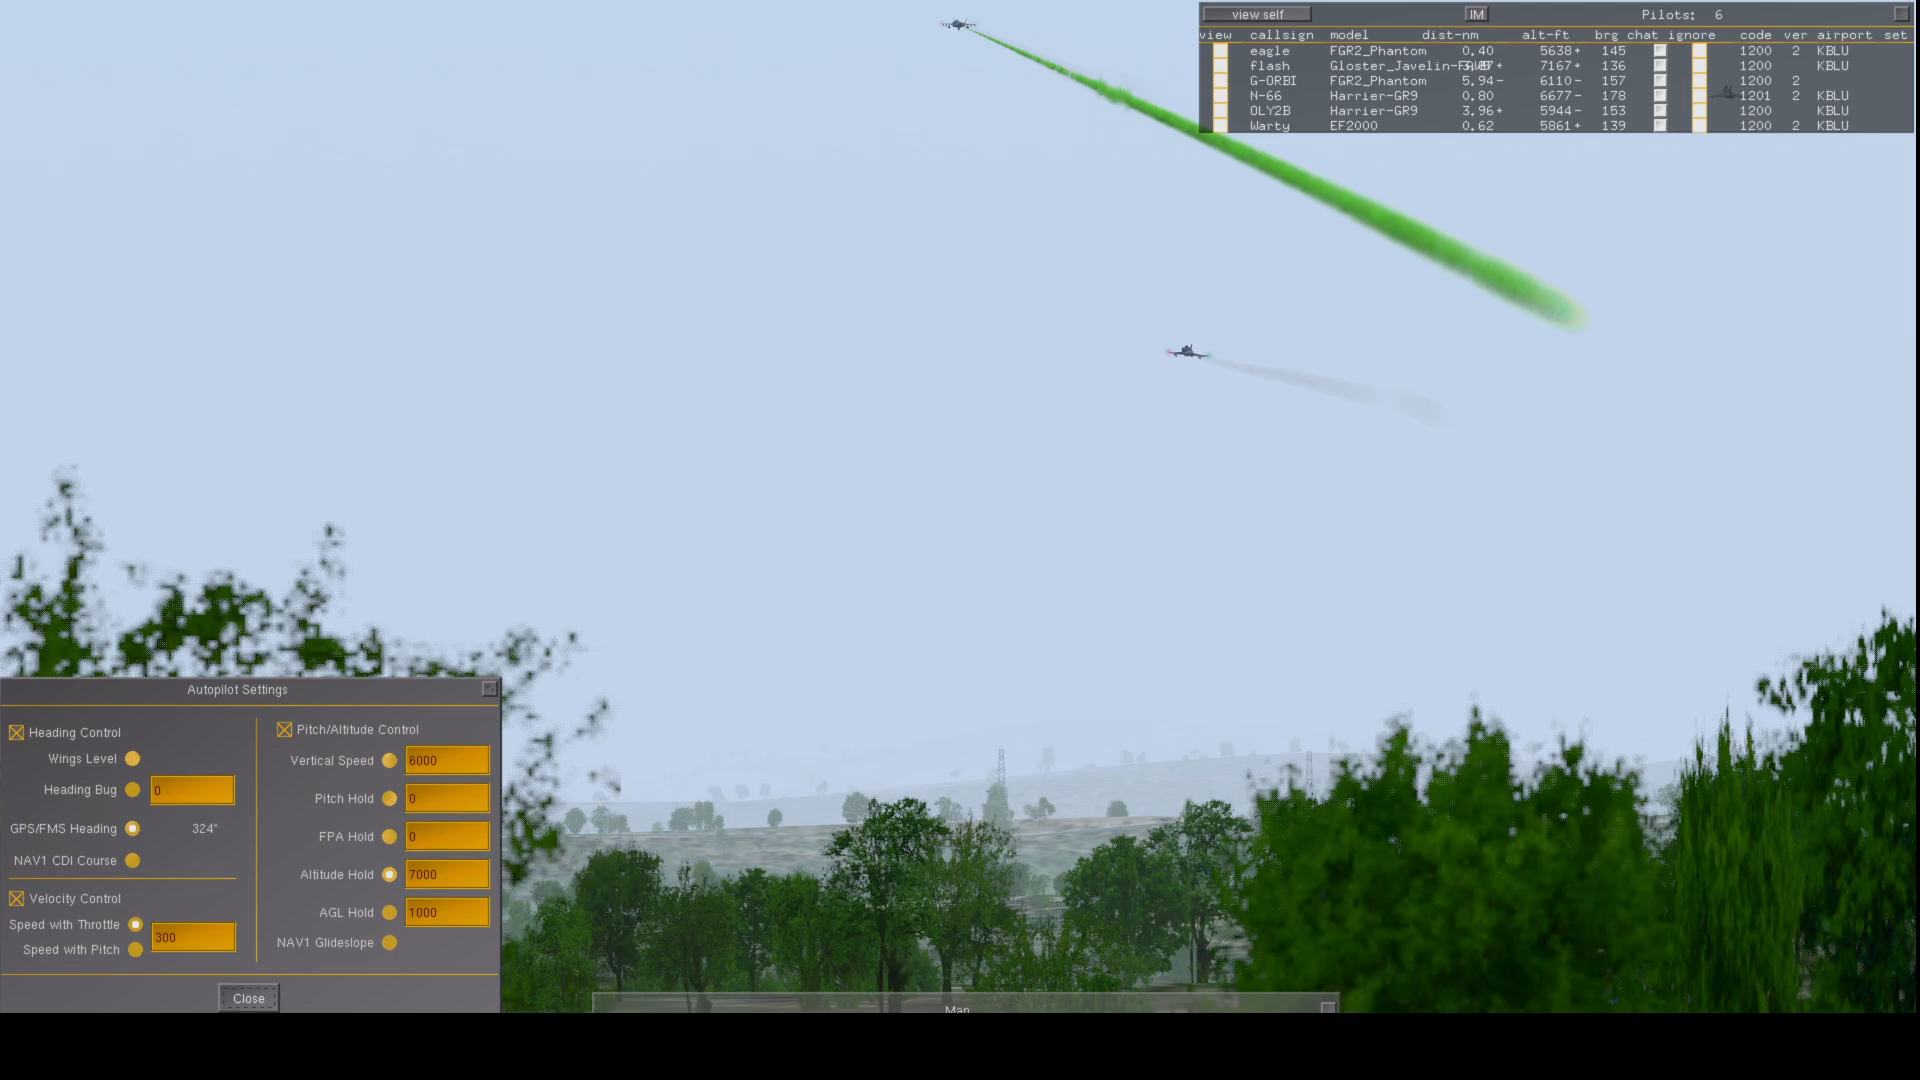 view self IM Pilots: 6
view callsign model dist-nm alt-ft brg chat ignore code ver airport set
eagle FGR2_Phantom 0.40 5638+ 145 1200 2 KBLU
flash Gloster_Javelin- 7167+ 136 1200 KBLU
G-ORBI FGR2_Phantom 5.94- 6110- 157 1200 2
N-66 Harrier-GR9 0.80 6677- 178 1201 2 KBLU
OLY2B Harrier-GR9 3.96+ 5944- 153 1200 KBLU
Warty EF2000 0.62 5861+ 139 1200 2 KBLU
Autopilot Settings
Heading Control
Wings Level
Heading Bug 0
GPS/FMS Heading 324"
NAV1 CDI Course
Velocity Control
Speed with Throttle 300
Speed with Pitch
Pitch/Altitude Control
Vertical Speed 6000
Pitch Hold 0
FPA Hold 0
Altitude Hold 7000
AGL Hold 1000
NAV1 Glideslope
Close
Map